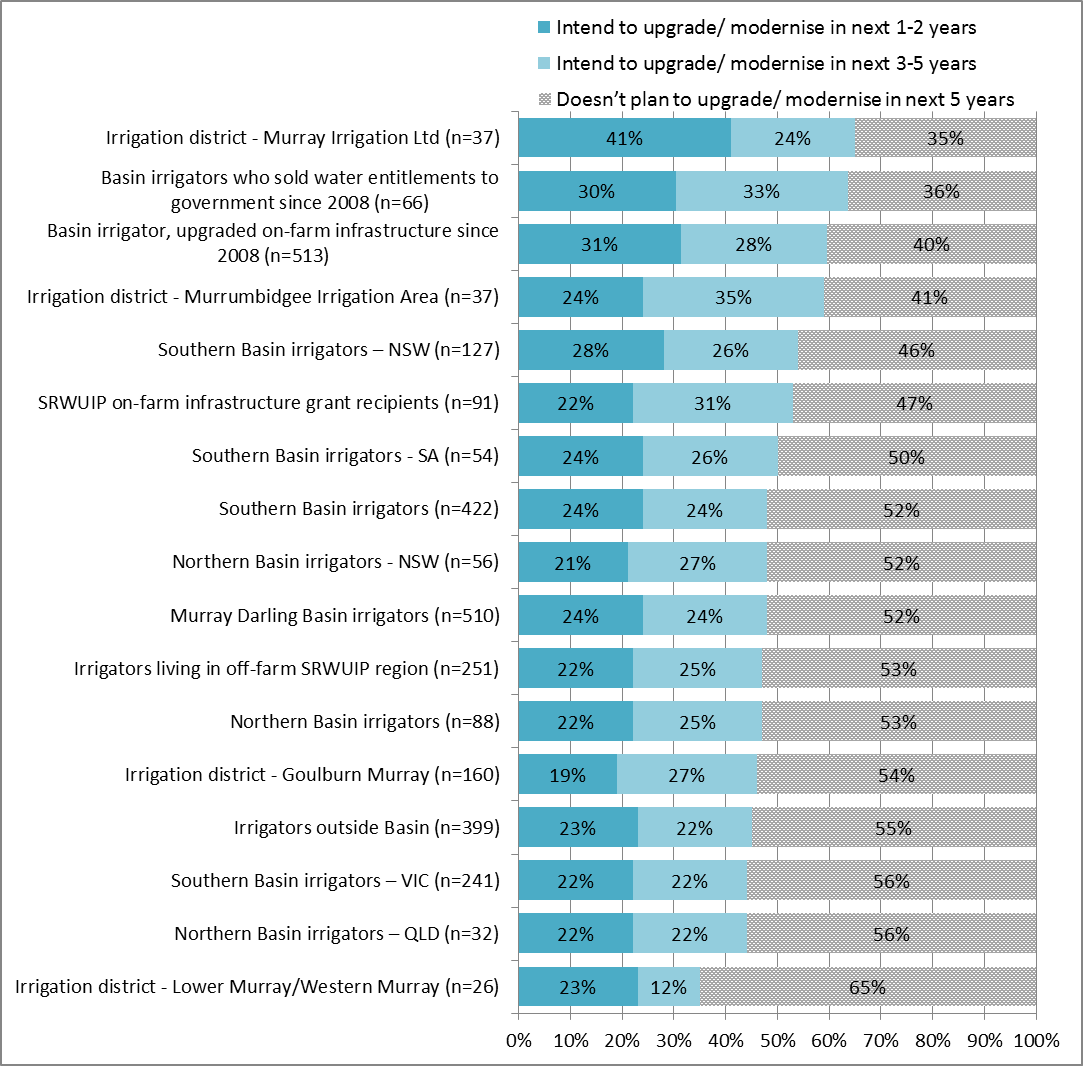 Intend to upgrade/ modernise in next 1-2 years
Intend to upgrade/ modernise in next 3-5 years
Doesn't plan to upgrade/ modernise in next 5 years
Irrigation district - Murray Irrigation Ltd (n=37)
41% 24% 35%
Basin irrigators who sold water entitlements to
government since 2008 (n=66)
30% 33% 36%
Basin irrigator, upgraded on-farm infrastructure since
2008 (n=513)
31% 28% 40%
Irrigation district - Murrumbidgee Irrigation Area (n=37)
24% 35% 41%
Southern Basin irrigators – NSW (n=127)
28% 26% 46%
SRWUIP on-farm infrastructure grant recipients (n=91)
22% 31% 47%
Southern Basin irrigators - SA (n=54)
24% 26% 50%
Southern Basin irrigators (n=422)
24% 24% 52%
Northern Basin irrigators - NSW (n=56)
21% 27% 52%
Murray Darling Basin irrigators (n=510)
24% 24% 52%
Irrigators living in off-farm SRWUIP region (n=251)
22% 25% 53%
Northern Basin irrigators (n=88)
22% 25% 53%
Irrigation district - Goulburn Murray (n=160)
19% 27% 54%
Irrigators outside Basin (n=399)
23% 22% 55%
Southern Basin irrigators – VIC (n=241)
22% 22% 56%
Northern Basin irrigators – QLD (n=32)
22% 22% 56%
Irrigation district - Lower Murray/Western Murray (n=26)
23% 12% 65%
0% 10% 20% 30% 40% 50% 60% 70% 80% 90% 100%